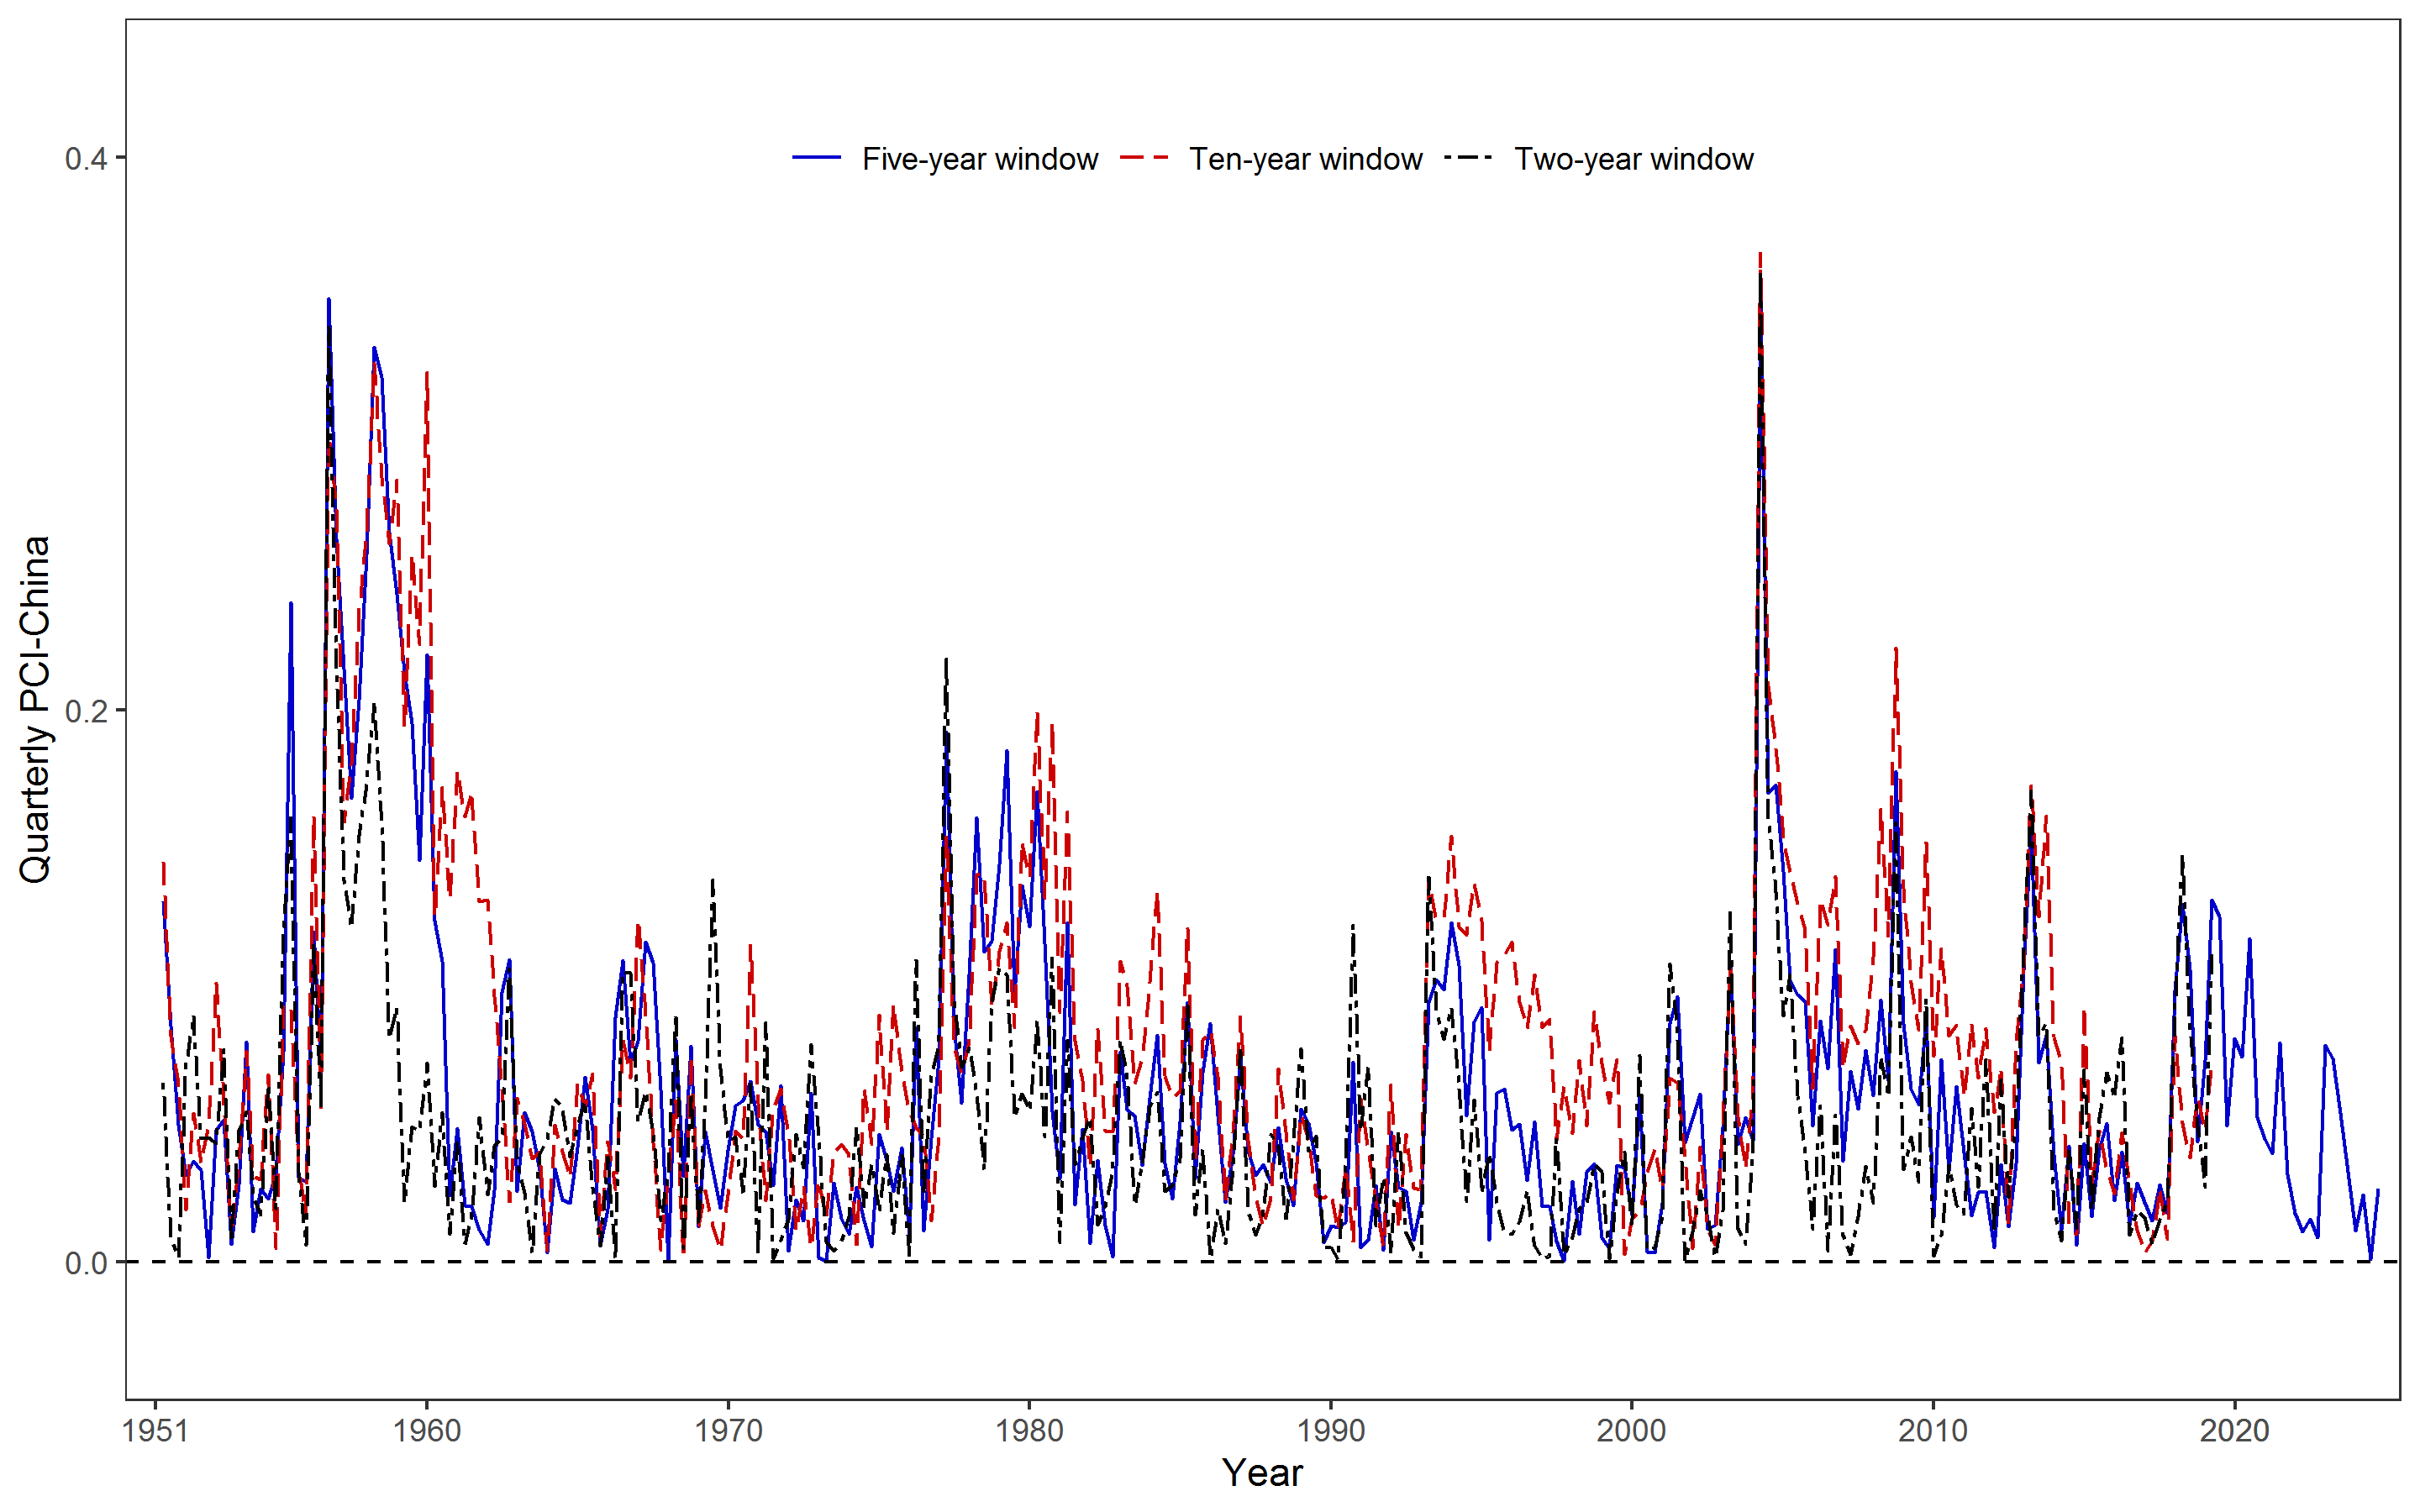 0.4
Five-year window Ten-year window Two-year window
Quarterly PCI-China
0.2
0.0
1951 1960 1970 1980 1990 2000 2010 2020
Year